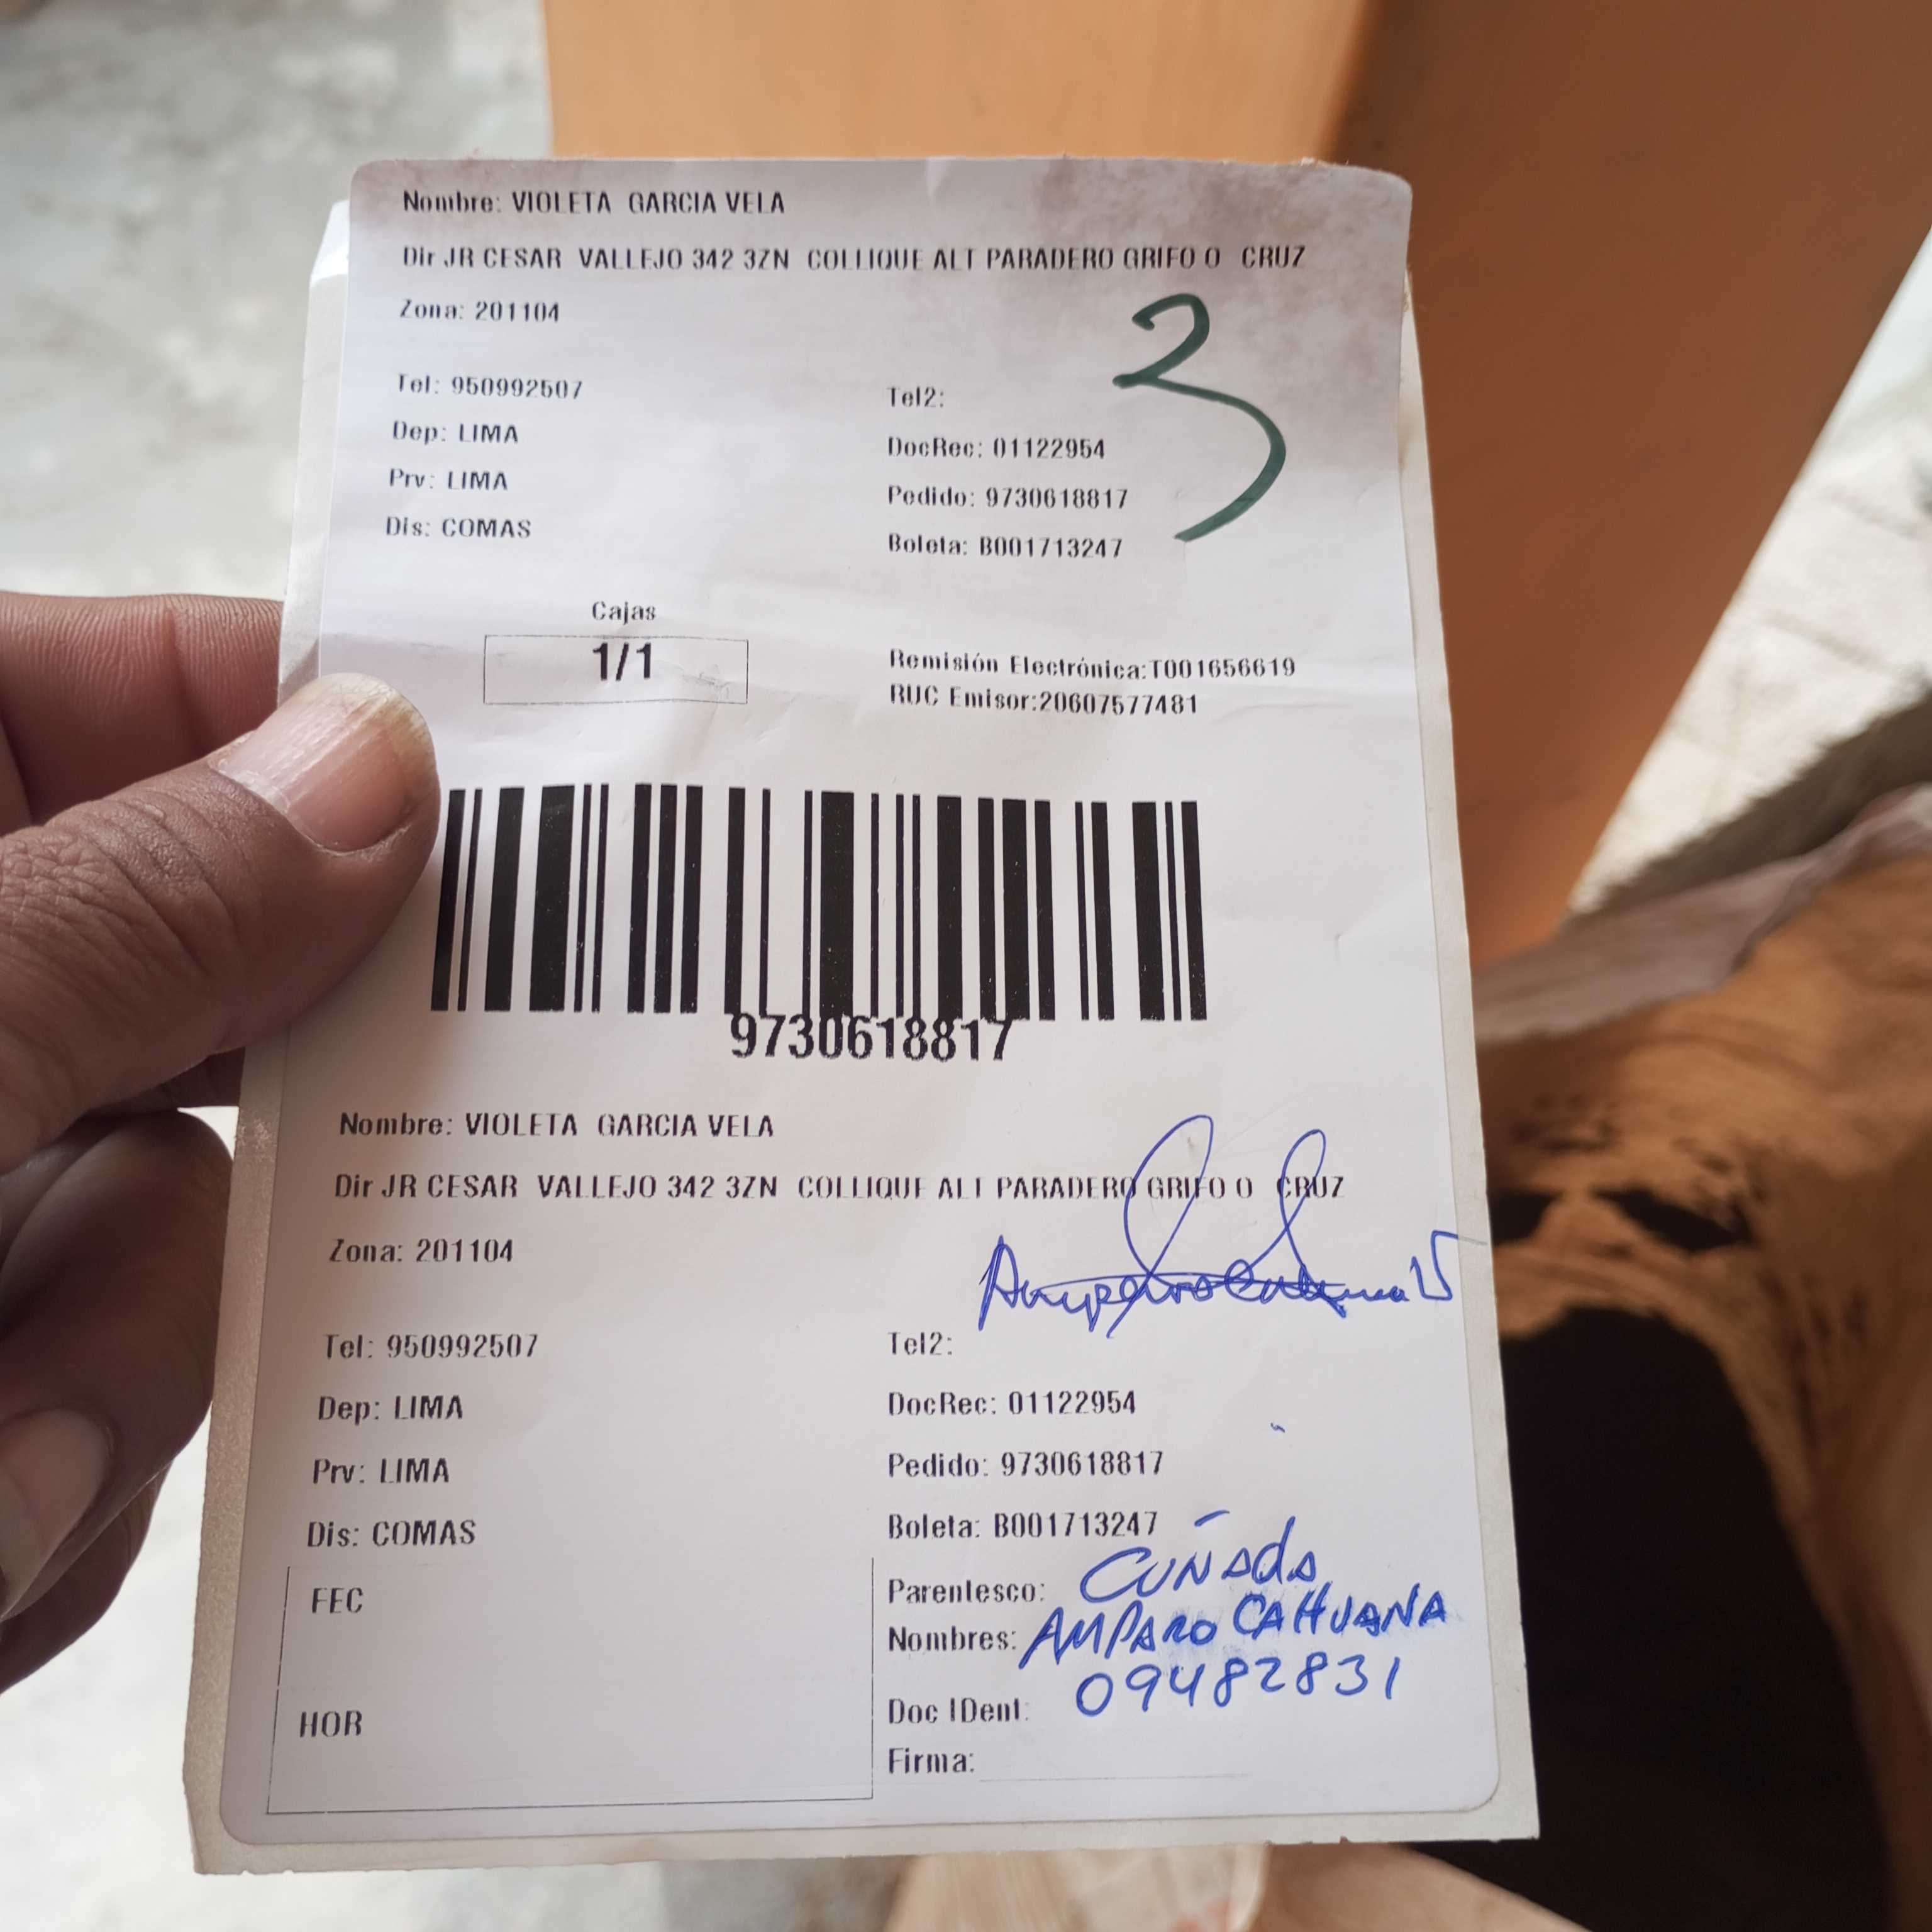 Nombre: VIOLETA GARCIA VELA
Dir JR CESAR VALLEJO 342 3ZN COLLIQUE ALT PARADERO GRIFO O CRUZ
Zona: 201104
3
Tel: 950992507
Tel2:
Dep: LIMA
DocRec: 01122954
Prv: LIMA
Pedido: 9730618817
Dis: COMAS
Boleta: B001713247
Cajas
1/1
Remisión Electrónica:T001656619
RUC Emisor:20607577481
9730618817
Nombre: VIOLETA GARCIA VELA
Dir JR CESAR VALLEJO 342 3ZN COLLIQUE ALT PARADERO GRIFO O CRUZ
Zona: 201104
Tel: 950992507
Tel2:
Dep: LIMA
DocRec: 01122954
Prv: LIMA
Pedido: 9730618817
Dis: COMAS
Boleta: B001713247
FEC
Parentesco: CUÑADA
Nombres: AMPARO CAHUANA
HOR
Doc IDent: 09482831
Firma: